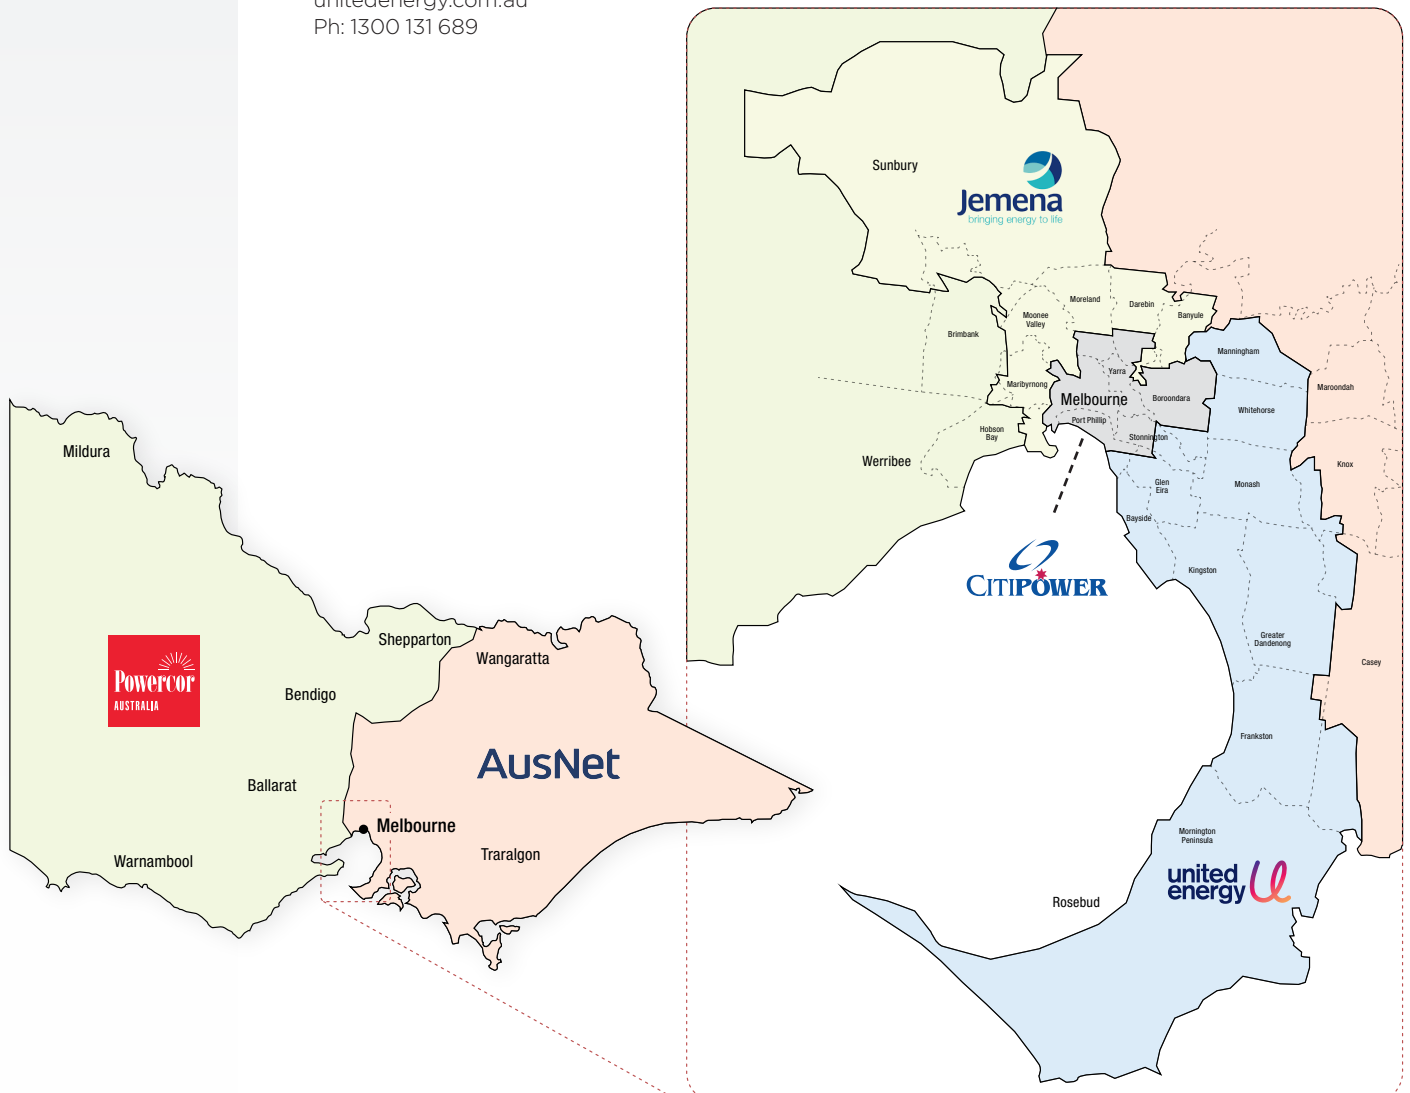 unitedenergy.com.au
Ph: 1300 131 689
Sunbury
Jemena
bringing energy to life
Moreland
Darebin
Banyule
Moonee
Valley
Brimbank
Manningham
Yarra
Maribyrnong
Maroondah
Melbourne
Boroondara
Whitehorse
Port Phillip
Hobson
Bay
Stonnington
Werribee
Knox
Glen
Eira
Monash
Bayside
CITIPOWER
Kingston
Greater
Dandenong
Casey
Frankston
Mornington
Peninsula
united
energy
Rosebud
Mildura
Shepparton
Wangaratta
Powercor
AUSTRALIA
Bendigo
AusNet
Ballarat
Melbourne
Traralgon
Warnambool